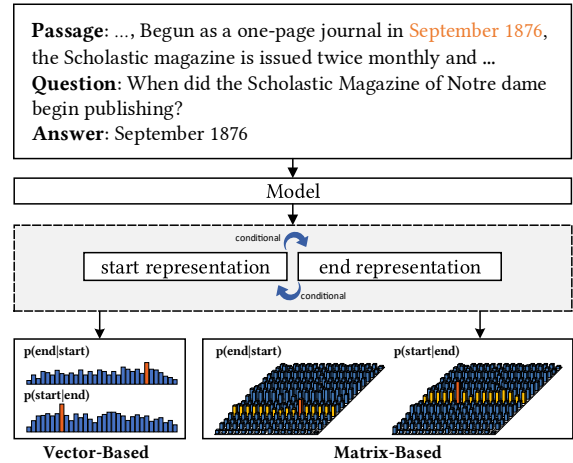 Passage: ..., Begun as a one-page journal in September 1876,
the Scholastic magazine is issued twice monthly and ...
Question: When did the Scholastic Magazine of Notre dame
begin publishing?
Answer: September 1876
Model
conditional
start representation
end representation
conditional
p(end|start)
p(start|end)
Vector-Based
p(end|start)
p(start|end)
Matrix-Based